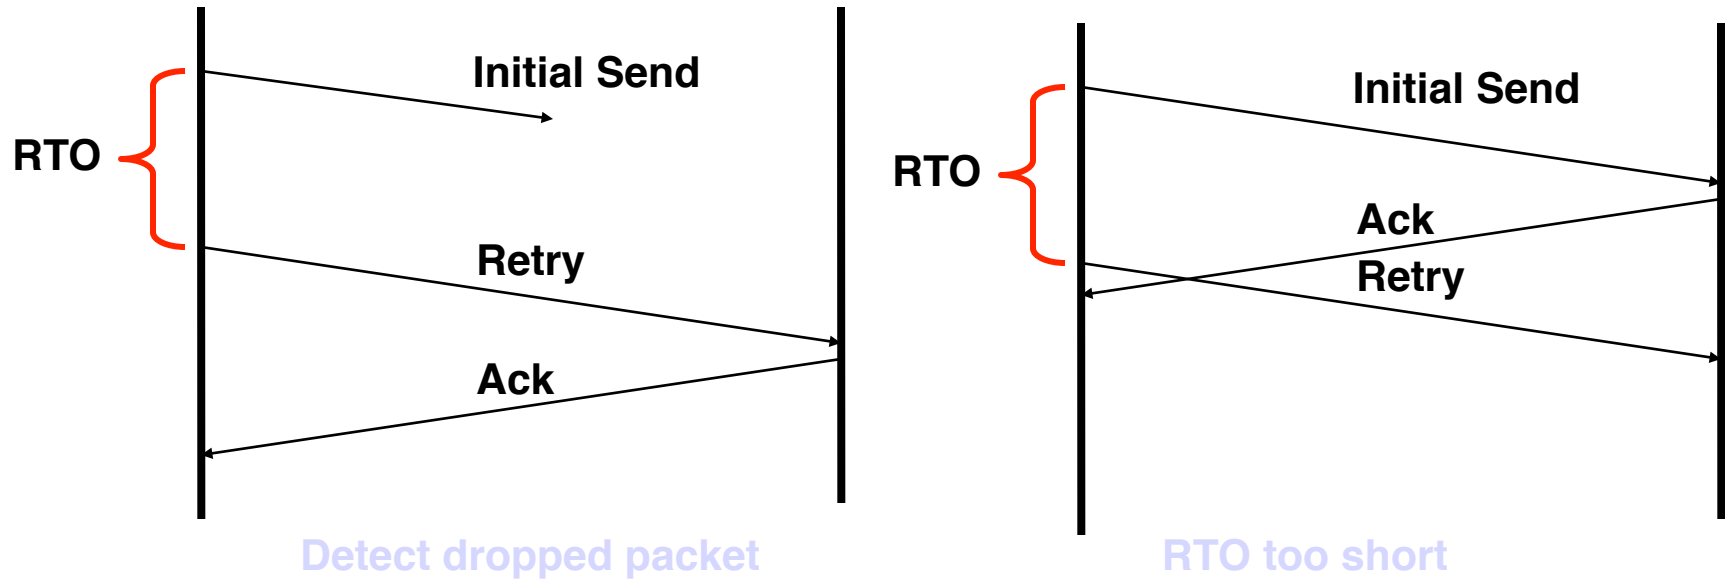 Initial Send
RTO
Retry
Ack
Detect dropped packet
Initial Send
RTO
Ack
Retry
RTO too short